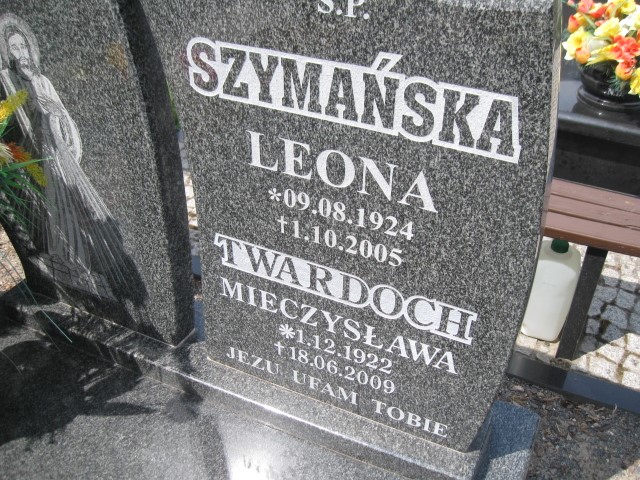 Ś.P.
SZYMAŃSKA
LEONA
*09.08.1924
†1.10.2005
TWARDOCH
MIECZYSŁAWA
*1.12.1922
†18.06.2009
JEZU UFAM TOBIE